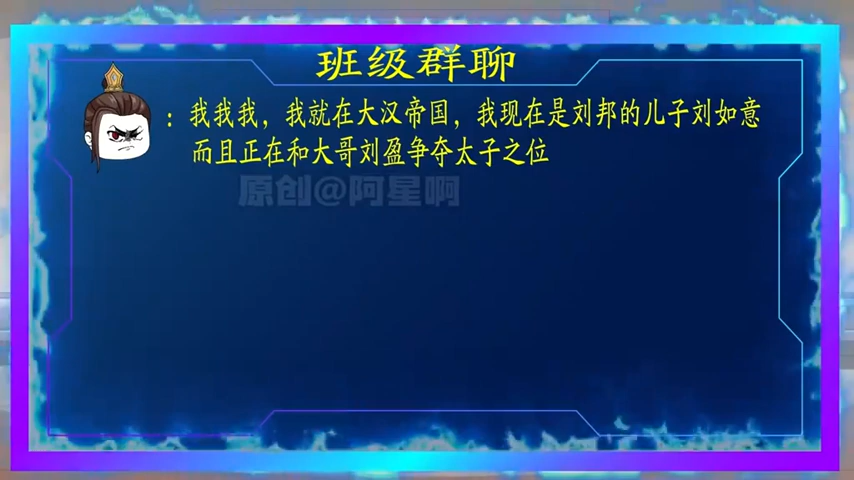 班级群聊
：我我我，我就在大汉帝国，我现在是刘邦的儿子刘如意
而且正在和大哥刘盈争夺太子之位
原创@阿星啊